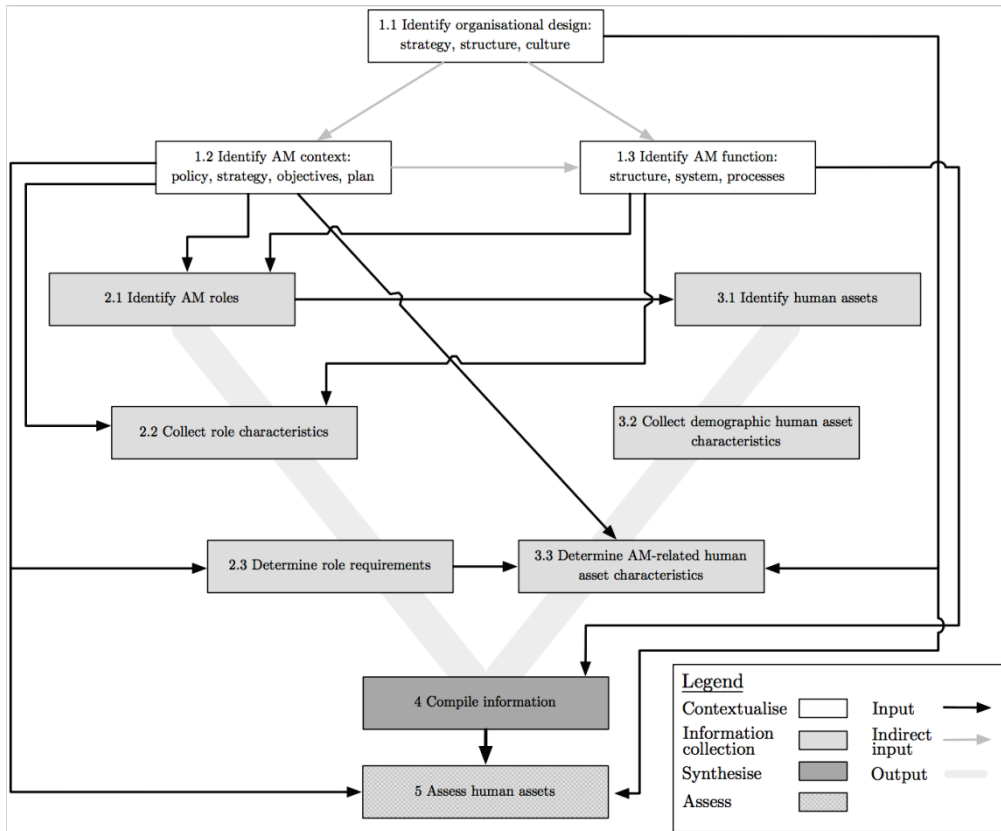 1.1 Identify organisational design:
strategy, structure, culture
1.2 Identify AM context:
policy, strategy, objectives, plan
1.3 Identify AM function:
structure, system, processes
2.1 Identify AM roles
3.1 Identify human assets
2.2 Collect role characteristics
3.2 Collect demographic human asset
characteristics
2.3 Determine role requirements
3.3 Determine AM-related human
asset characteristics
4 Compile information
5 Assess human assets
Legend
Contextualise
Input
Information
collection
Indirect
input
Synthesise
Output
Assess